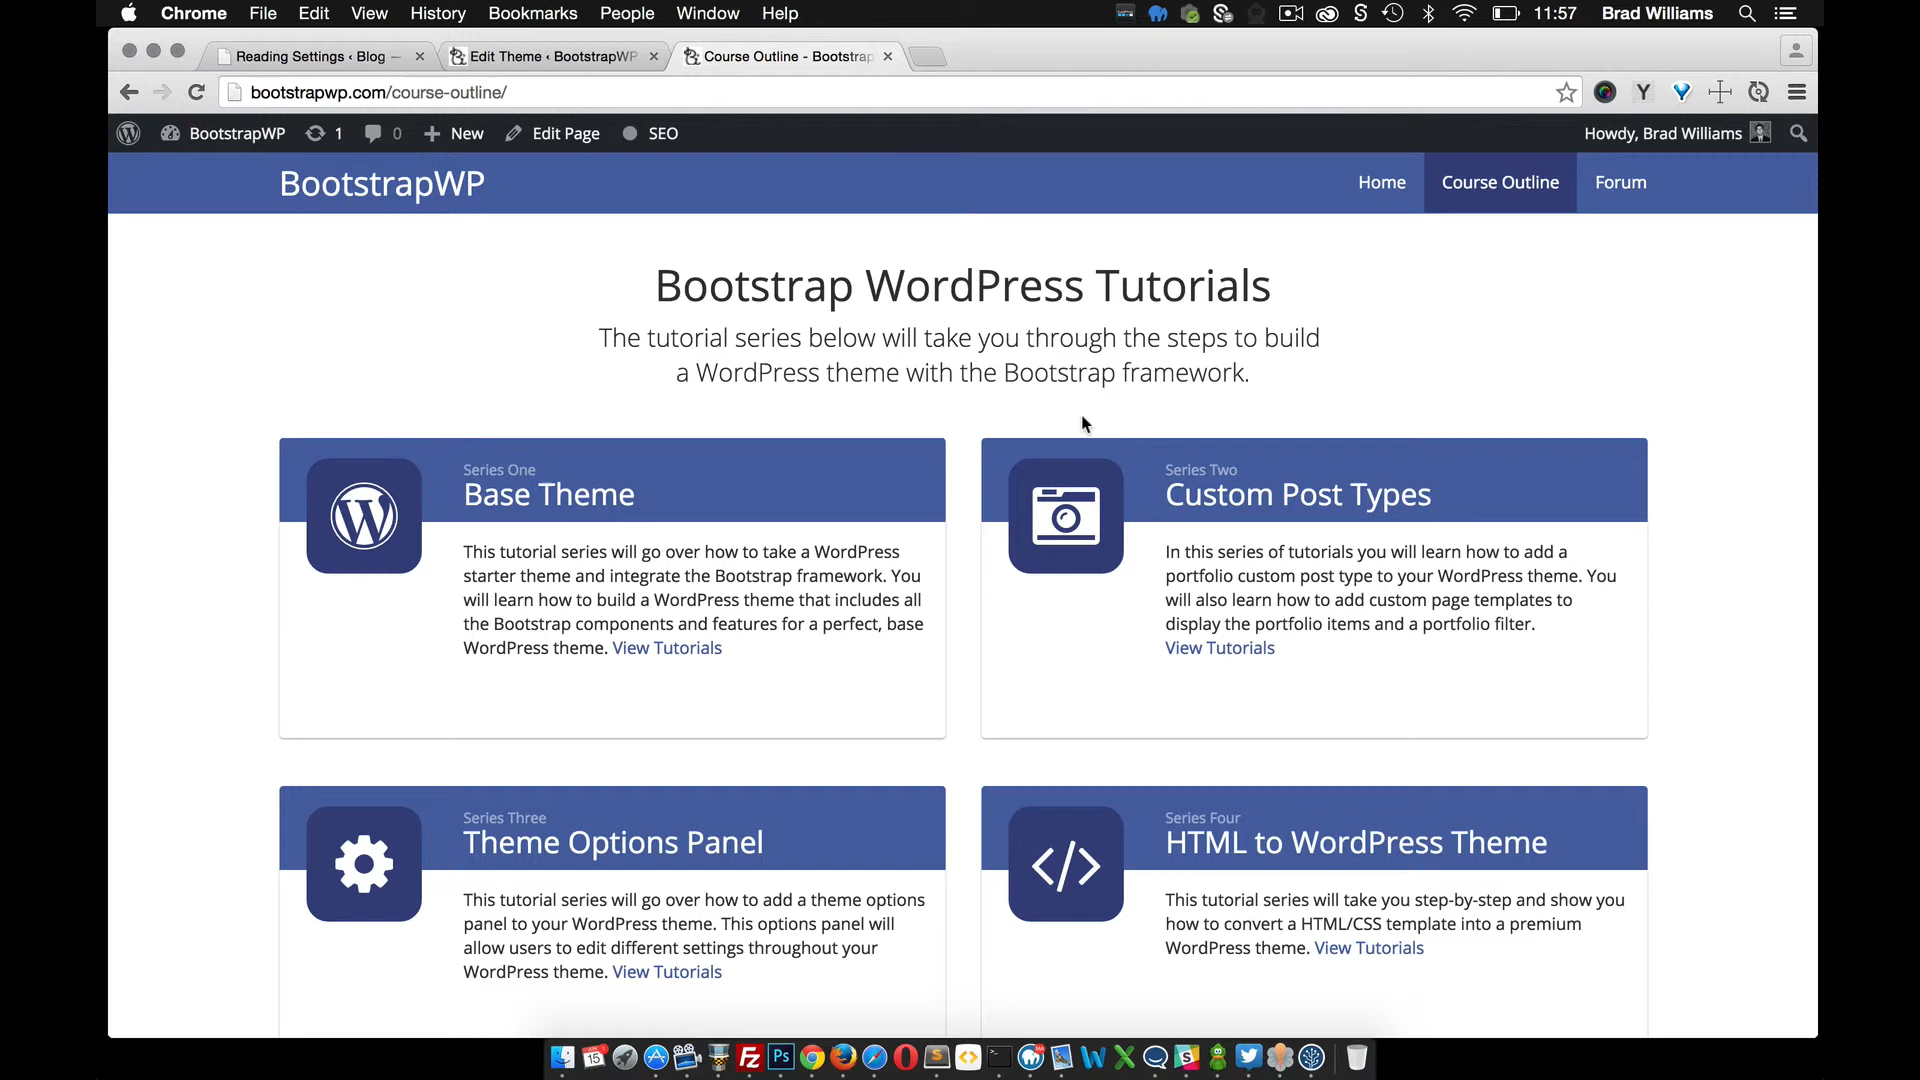 Chrome File Edit View History Bookmarks People Window Help 11:57 Brad Williams
Reading Settings ‹ Blog — Edit Theme ‹ BootstrapWP Course Outline - Bootstrap
bootstrapwp.com/course-outline/
BootstrapWP 1 0 New Edit Page SEO Howdy, Brad Williams
BootstrapWP Home Course Outline Forum
Bootstrap WordPress Tutorials
The tutorial series below will take you through the steps to build
a WordPress theme with the Bootstrap framework.
Series One
Base Theme
This tutorial series will go over how to take a WordPress
starter theme and integrate the Bootstrap framework. You
will learn how to build a WordPress theme that includes all
the Bootstrap components and features for a perfect, base
WordPress theme. View Tutorials
Series Two
Custom Post Types
In this series of tutorials you will learn how to add a
portfolio custom post type to your WordPress theme. You
will also learn how to add custom page templates to
display the portfolio items and a portfolio filter.
View Tutorials
Series Three
Theme Options Panel
This tutorial series will go over how to add a theme options
panel to your WordPress theme. This options panel will
allow users to edit different settings throughout your
WordPress theme. View Tutorials
Series Four
HTML to WordPress Theme
This tutorial series will take you step-by-step and show you
how to convert a HTML/CSS template into a premium
WordPress theme. View Tutorials